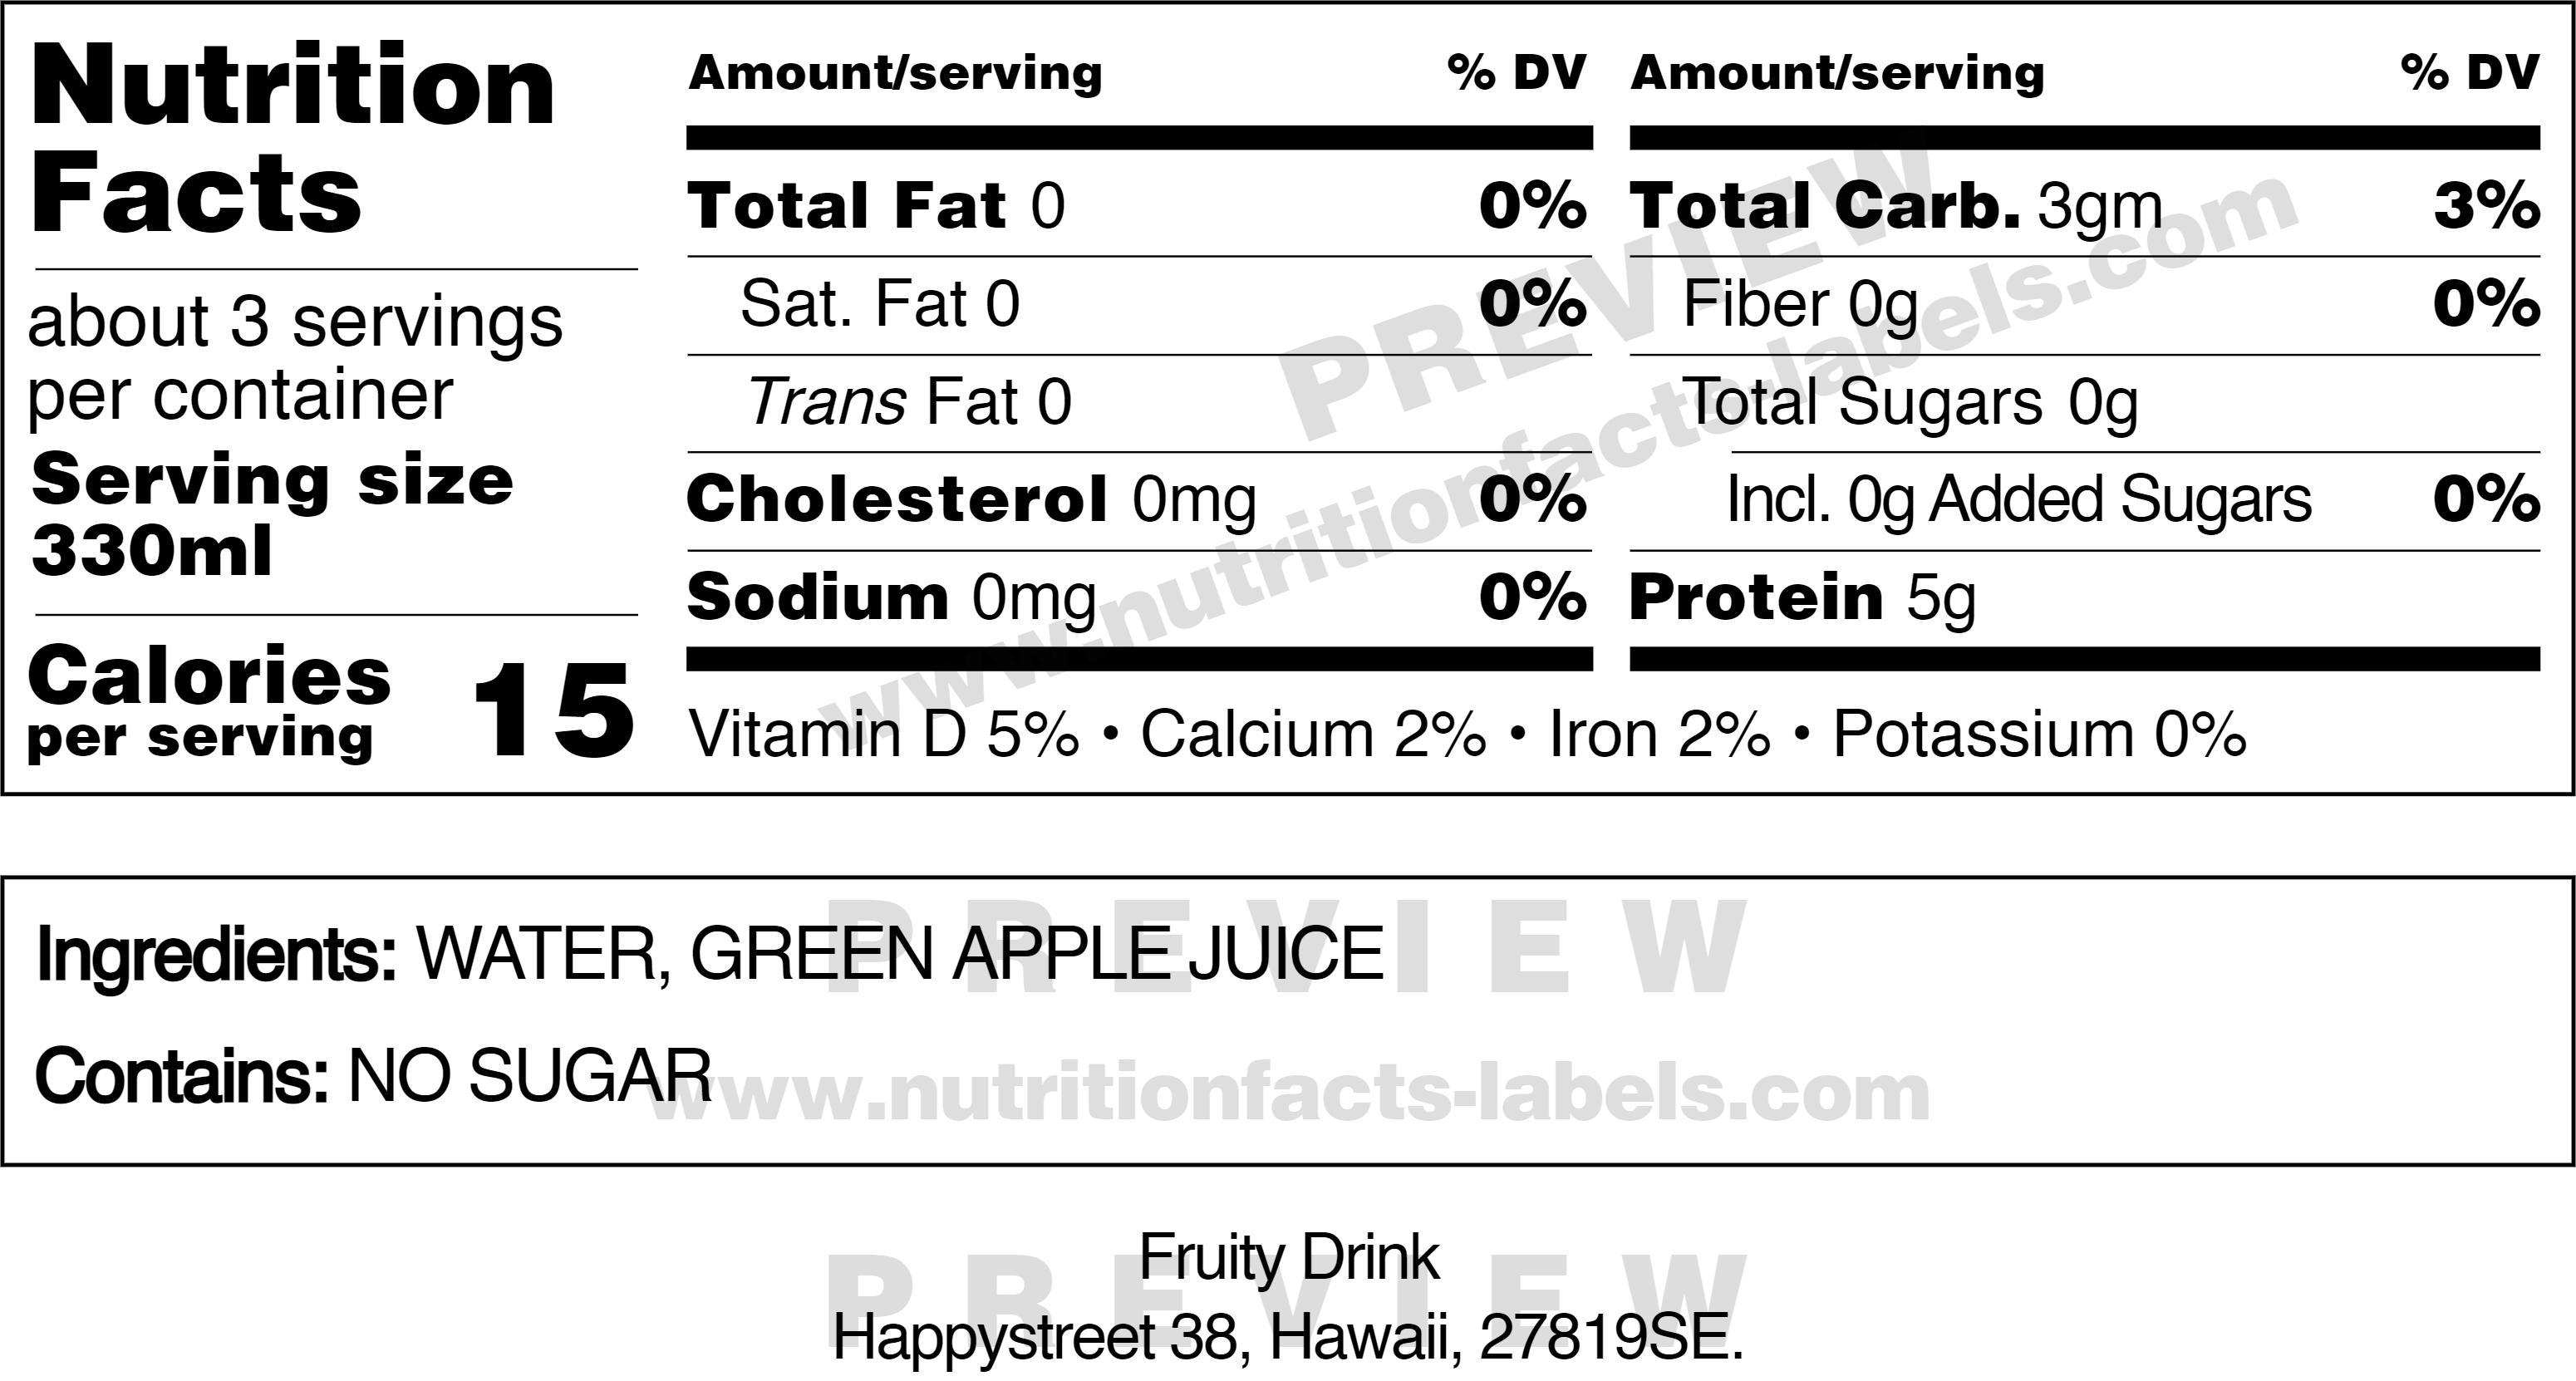 Nutrition
Facts
about 3 servings
per container
Serving size
330ml
Calories
per serving
15
Amount/serving % DV
Total Fat 0 0%
Sat. Fat 0 0%
Trans Fat 0
Cholesterol 0mg 0%
Sodium 0mg 0%
Amount/serving % DV
Total Carb. 3gm 3%
Fiber 0g 0%
Total Sugars 0g
Incl. 0g Added Sugars 0%
Protein 5g
Vitamin D 5% • Calcium 2% • Iron 2% • Potassium 0%
PREVIEW
www.nutritionfacts-labels.com
Ingredients: WATER, GREEN APPLE JUICE
Contains: NO SUGAR
PREVIEW
www.nutritionfacts-labels.com
Fruity Drink
Happystreet 38, Hawaii, 27819SE.
PREVIEW